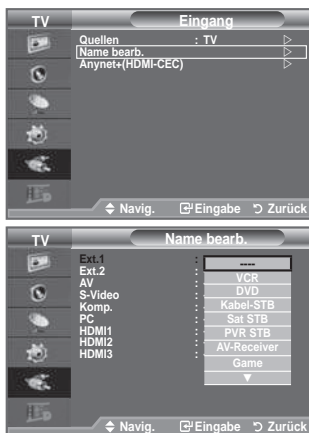 TV Eingang
Quellen : TV ▷
Name bearb. ▷
Anynet+(HDMI-CEC) ▷
Navig. Eingabe Zurück
TV Name bearb.
Ext.1 : ----
Ext.2 : VCR
AV : DVD
S-Video : Kabel-STB
Komp. : Sat STB
PC : PVR STB
HDMI1 : AV-Receiver
HDMI2 : Game
HDMI3 : ▼
Navig. Eingabe Zurück